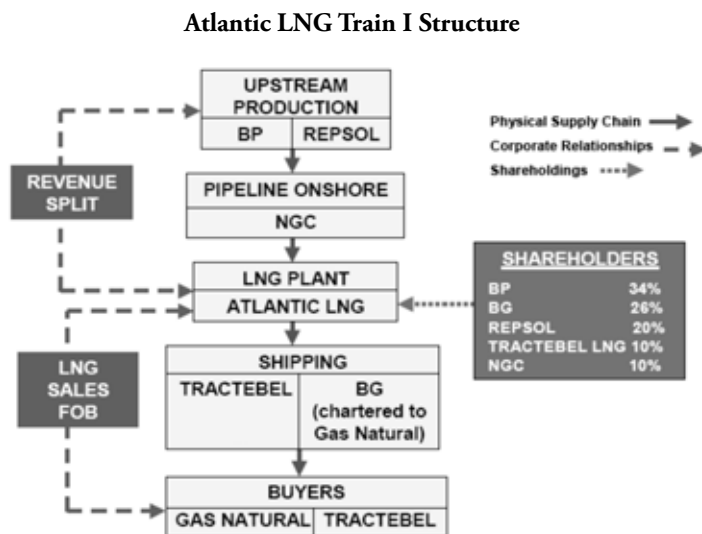 Atlantic LNG Train I Structure
UPSTREAM
PRODUCTION
BP REPSOL
Physical Supply Chain
Corporate Relationships
Shareholdings
REVENUE
SPLIT
PIPELINE ONSHORE
NGC
LNG PLANT
ATLANTIC LNG
SHAREHOLDERS
BP 34%
BG 26%
REPSOL 20%
TRACTEBEL LNG 10%
NGC 10%
LNG
SALES
FOB
SHIPPING
TRACTEBEL BG
(chartered to
Gas Natural)
BUYERS
GAS NATURAL TRACTEBEL